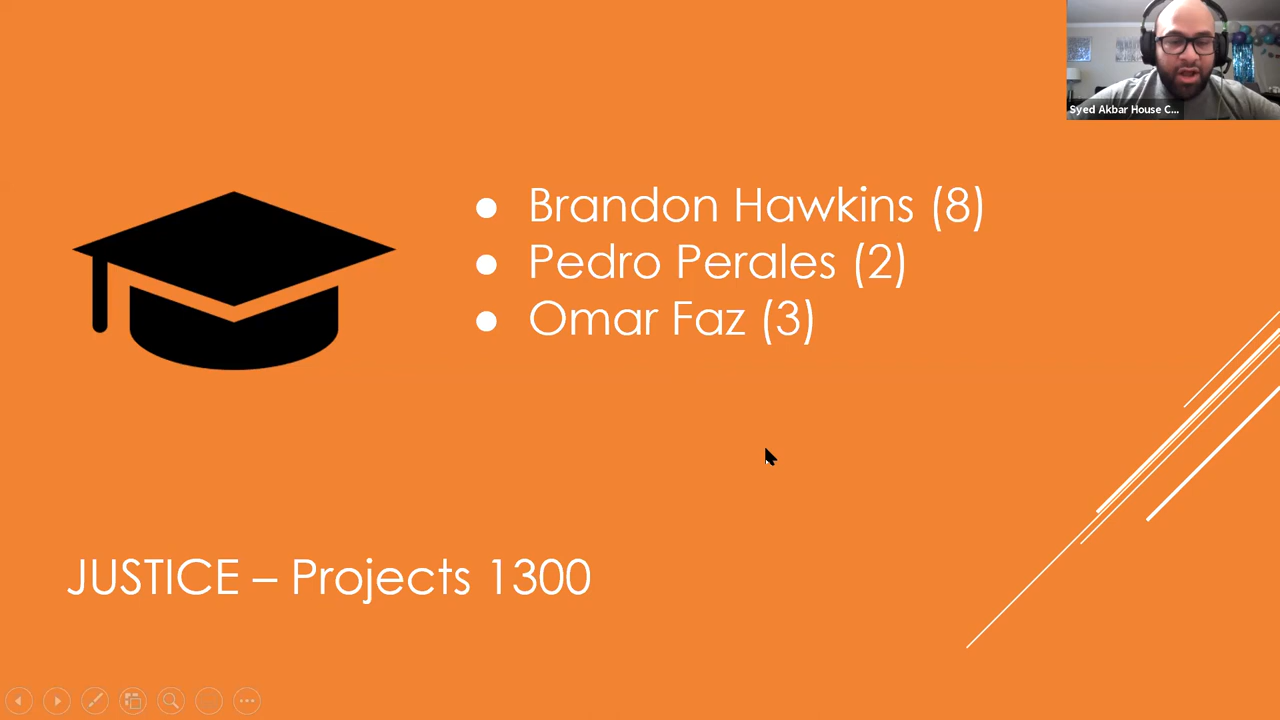 Syed Akbar House C...
● Brandon Hawkins (8)
● Pedro Perales (2)
● Omar Faz (3)
JUSTICE – Projects 1300